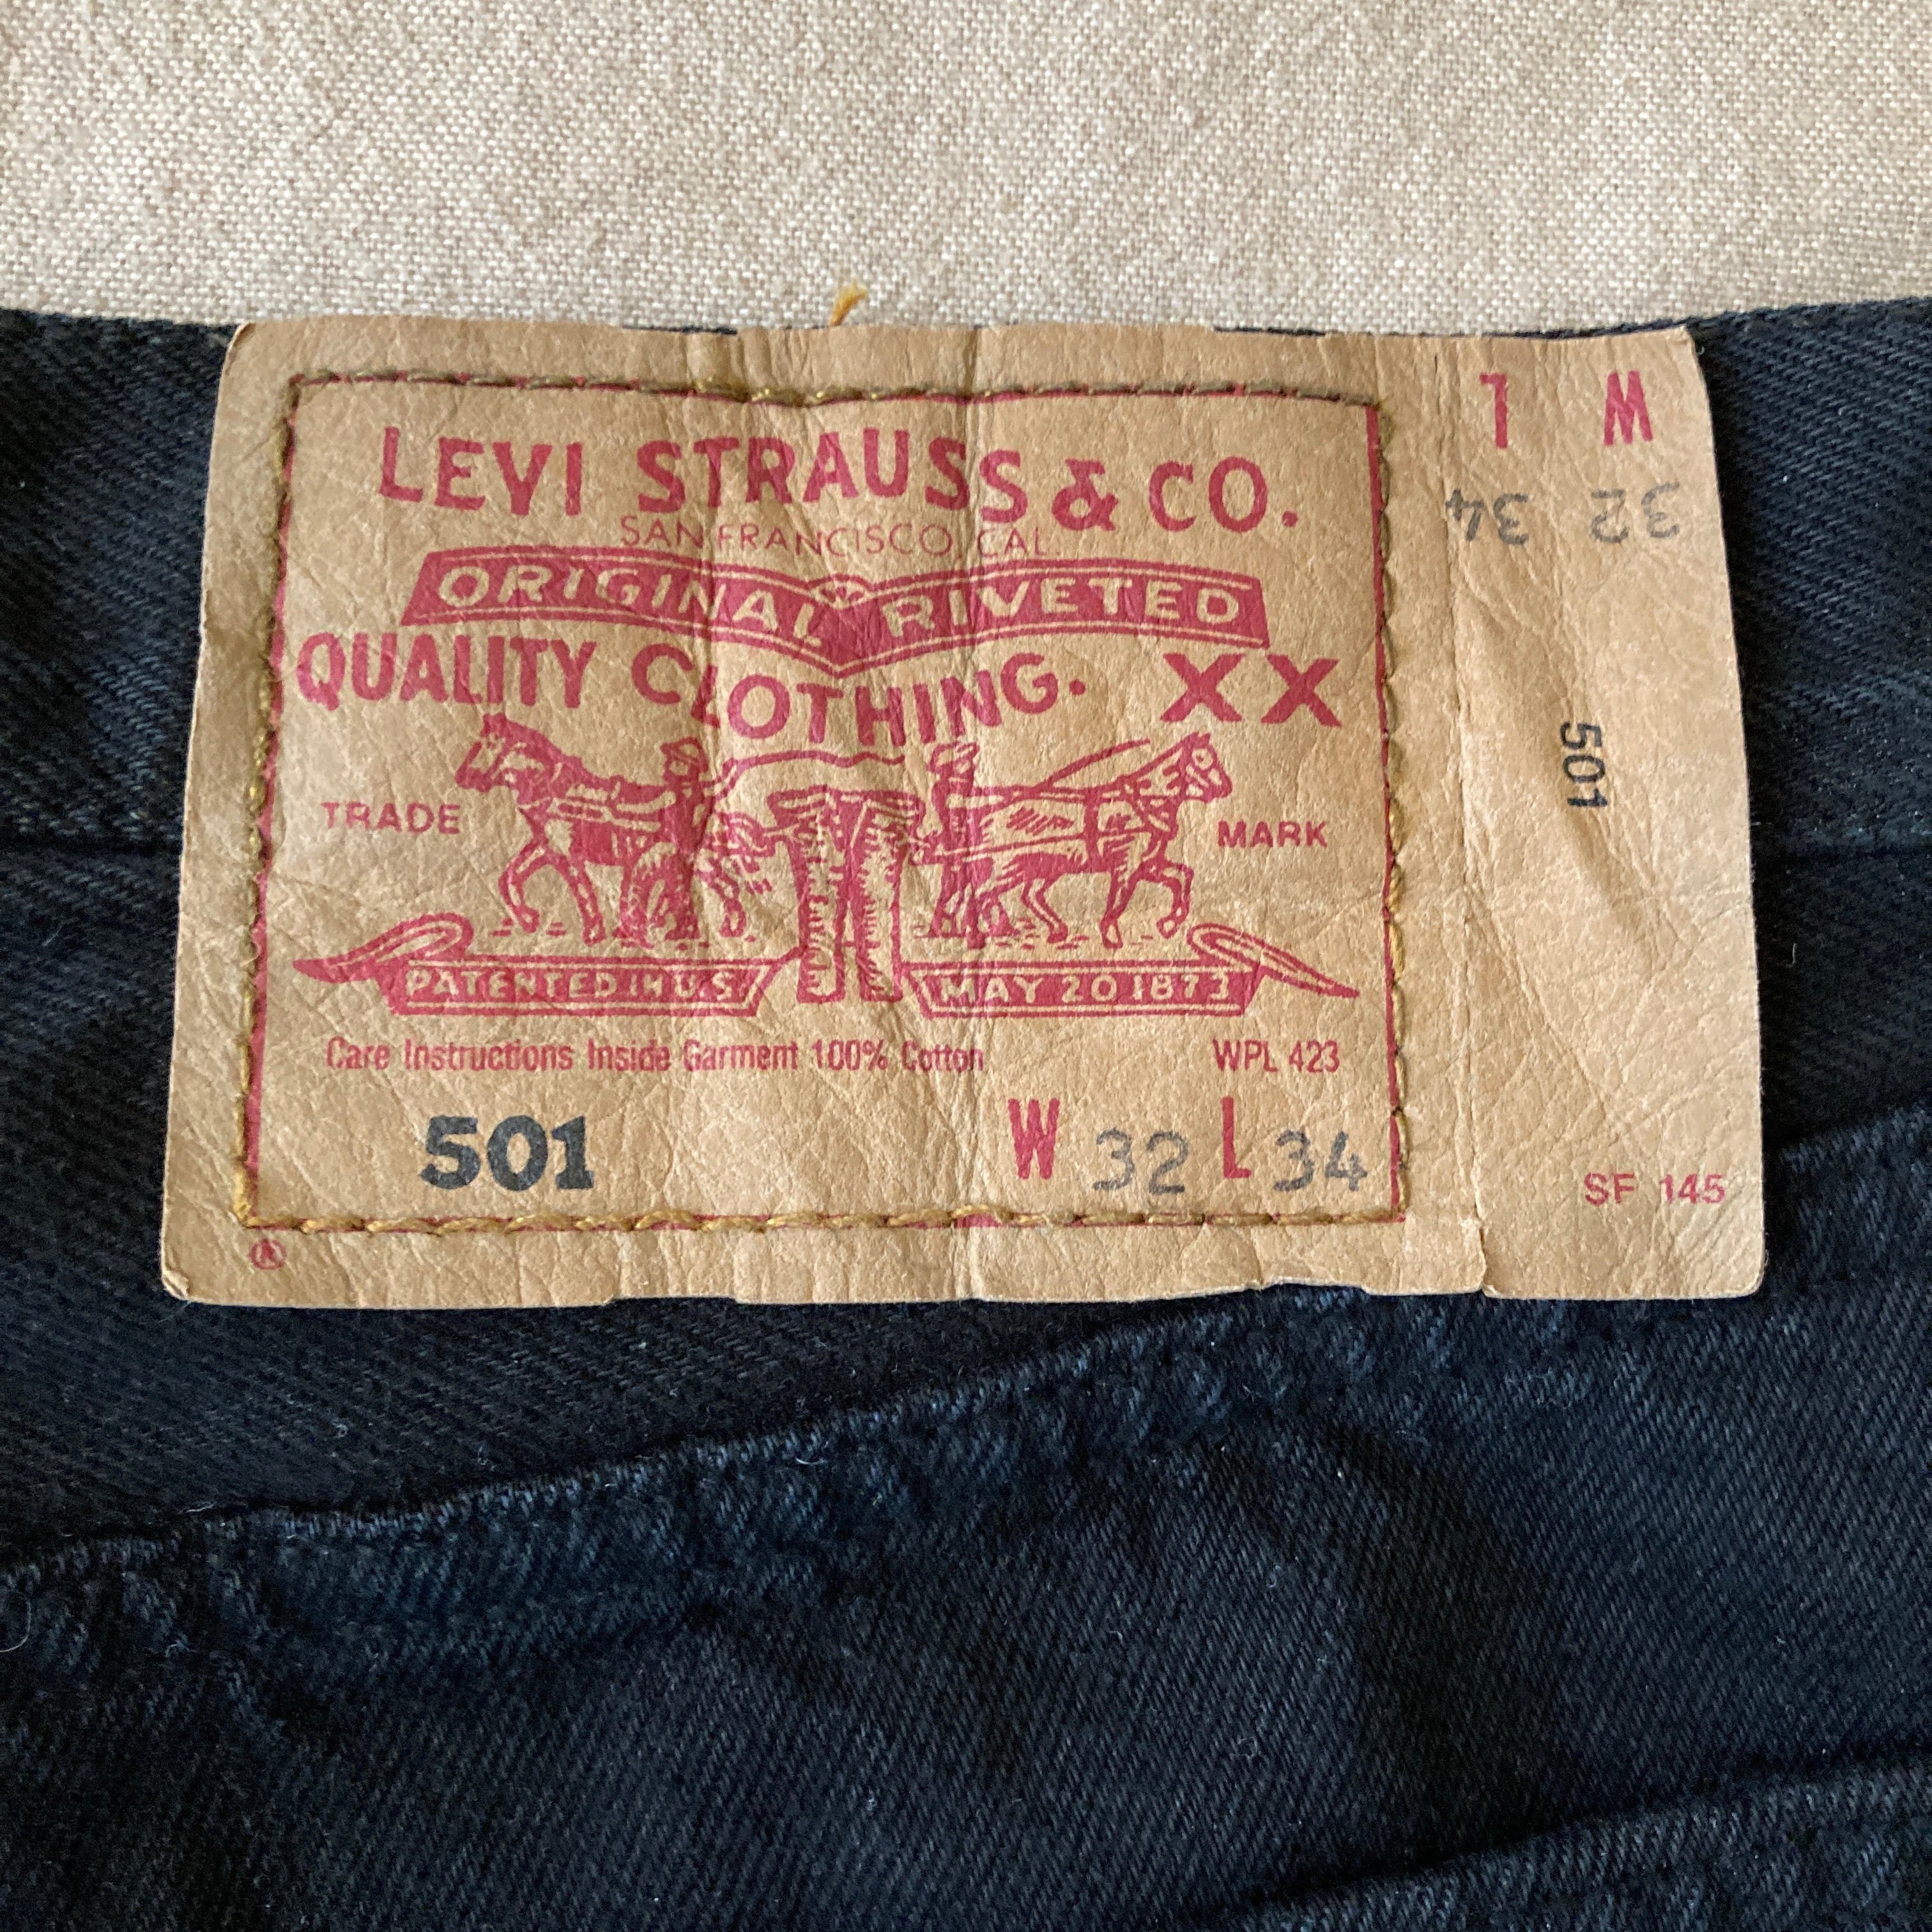 LEVI STRAUSS & CO.
SAN FRANCISCO, CAL.
ORIGINAL RIVETED
QUALITY CLOTHING. XX
TRADE MARK
PATENTED IN U.S. MAY 20 1873
Care Instructions Inside Garment 100% Cotton WPL 423
501 W 32 L 34
L W
34 32
501
SF 145